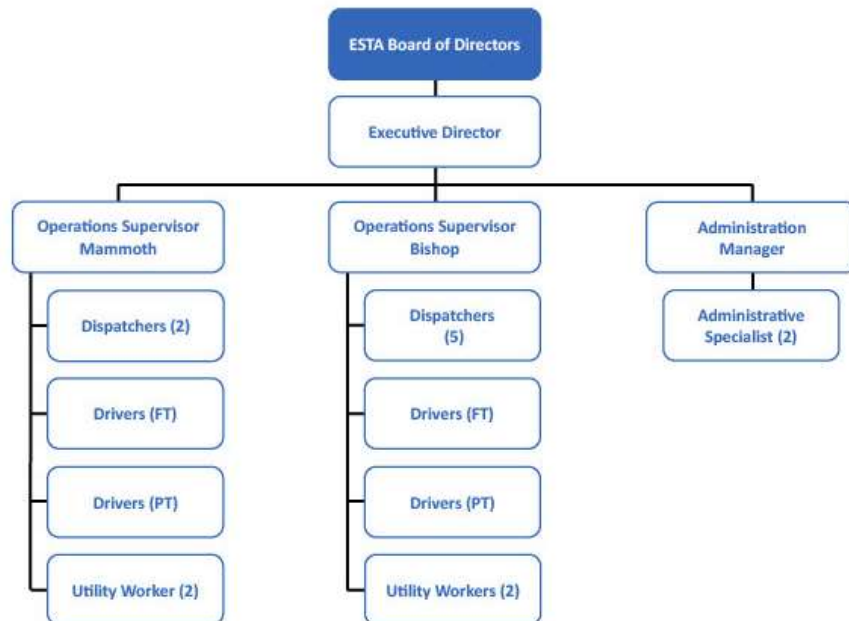 ESTA Board of Directors
Executive Director
Operations Supervisor
Mammoth
Operations Supervisor
Bishop
Administration
Manager
Dispatchers (2)
Dispatchers
(5)
Administrative
Specialist (2)
Drivers (FT)
Drivers (FT)
Drivers (PT)
Drivers (PT)
Utility Worker (2)
Utility Workers (2)